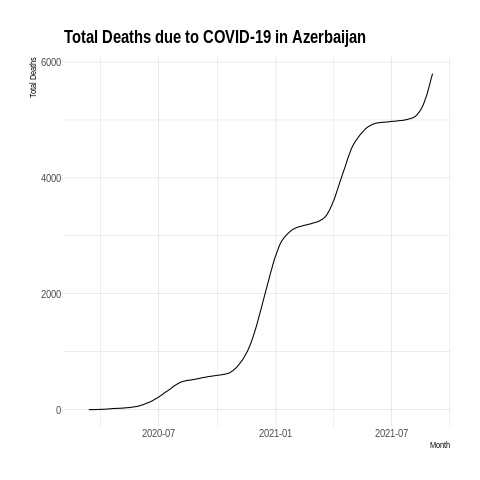 Total Deaths due to COVID-19 in Azerbaijan
Total Deaths
6000
4000
2000
0
2020-07
2021-01
2021-07
Month